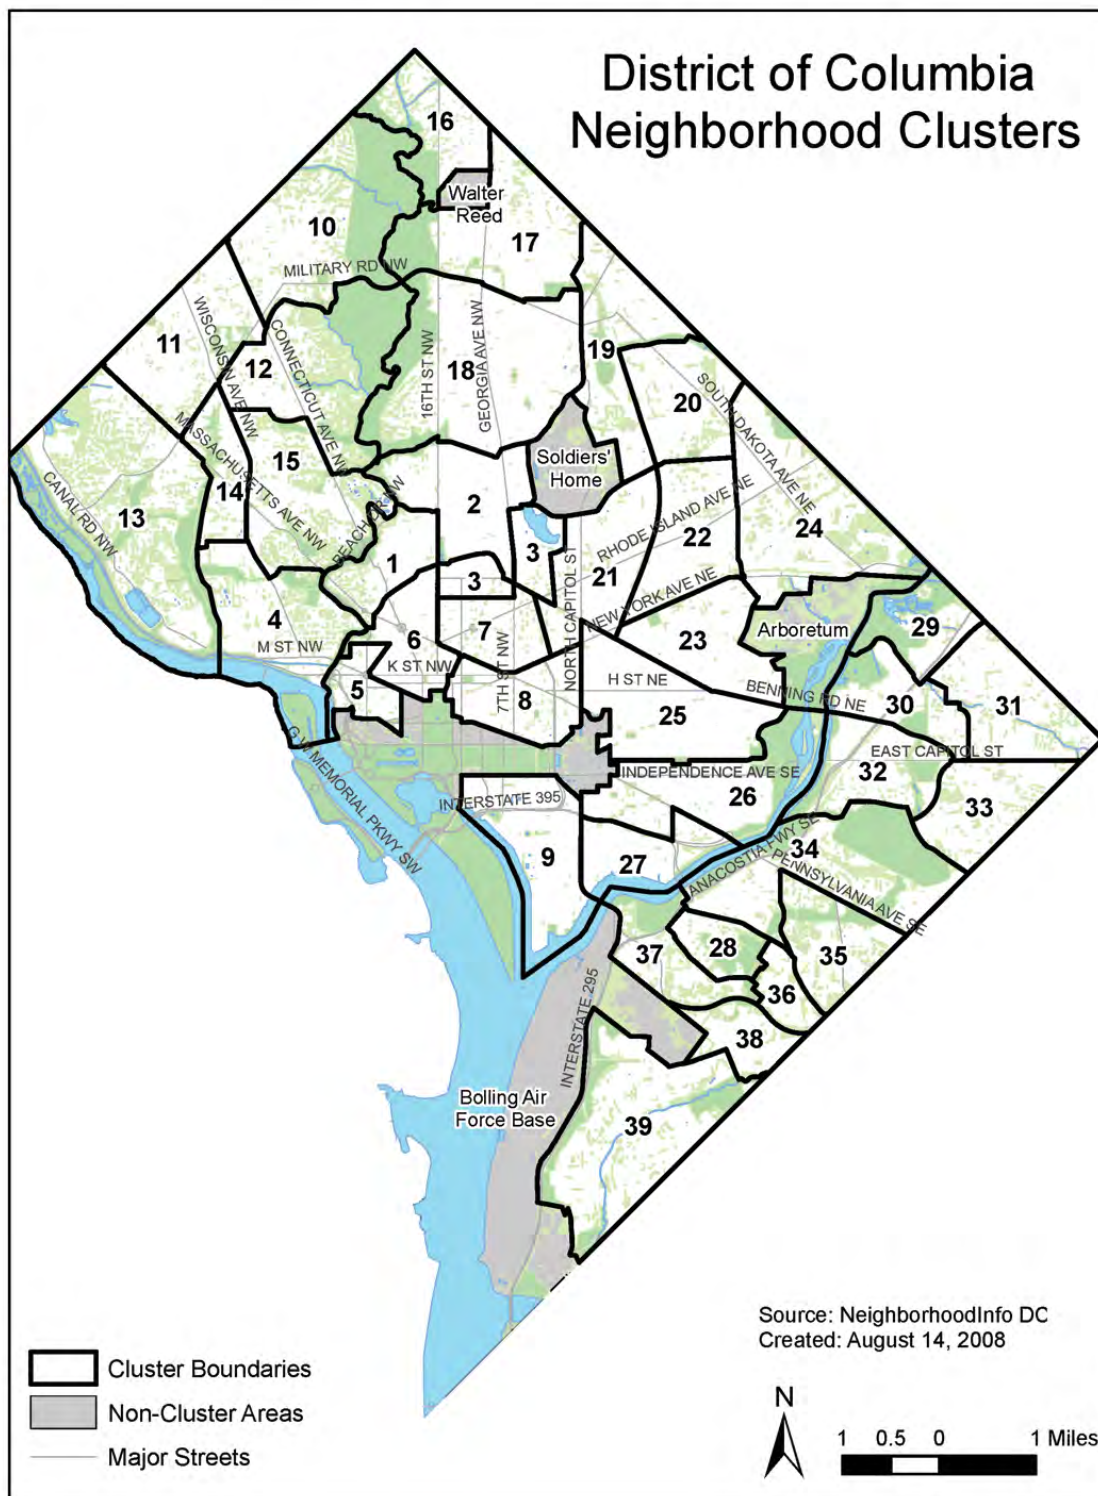 District of Columbia
Neighborhood Clusters
16
Walter
Reed
10
17
MILITARY RD NW
11
WISCONSIN AVE NW
CONNECTICUT AVE NW
12
16TH ST NW
GEORGIA AVE NW
18
19
20
SOUTH DAKOTA AVE NE
MASSACHUSETTS AVE NW
15
14
13
CANAL RD NW
BEACH DR NW
Soldiers'
Home
2
RHODE ISLAND AVE NE
22
24
1
3
3
21
NORTH CAPITOL ST
NEW YORK AVE NE
4
M ST NW
6
7
23
Arboretum
29
K ST NW
5
7TH ST NW
8
H ST NE
25
BENNING RD NE
30
31
EAST CAPITOL ST
G W MEMORIAL PKWY SW
INTERSTATE 395
INDEPENDENCE AVE SE
26
32
33
9
27
ANACOSTIA FWY SE
34
PENNSYLVANIA AVE SE
37
28
35
36
INTERSTATE 295
38
Bolling Air
Force Base
39
Source: NeighborhoodInfo DC
Created: August 14, 2008
Cluster Boundaries
Non-Cluster Areas
Major Streets
N
1 0.5 0 1 Miles